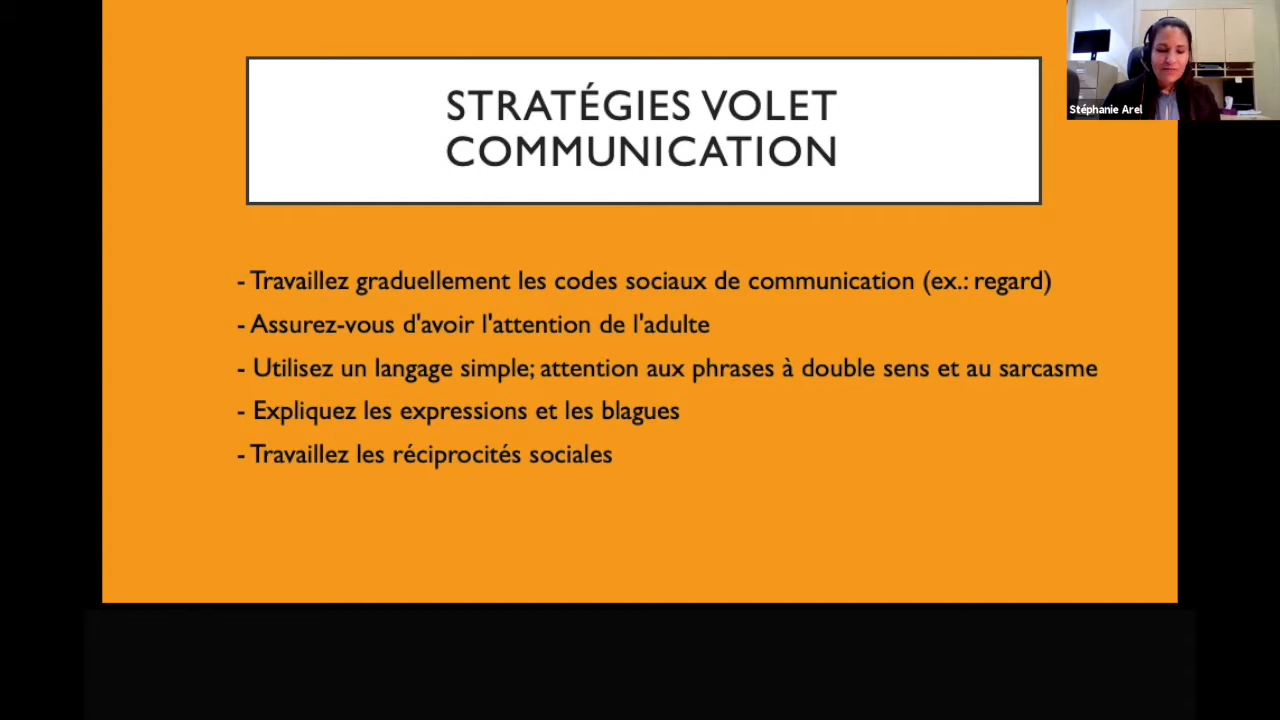 STRATÉGIES VOLET
COMMUNICATION
- Travaillez graduellement les codes sociaux de communication (ex.: regard)
- Assurez-vous d'avoir l'attention de l'adulte
- Utilisez un langage simple; attention aux phrases à double sens et au sarcasme
- Expliquez les expressions et les blagues
- Travaillez les réciprocités sociales
Stéphanie Arel